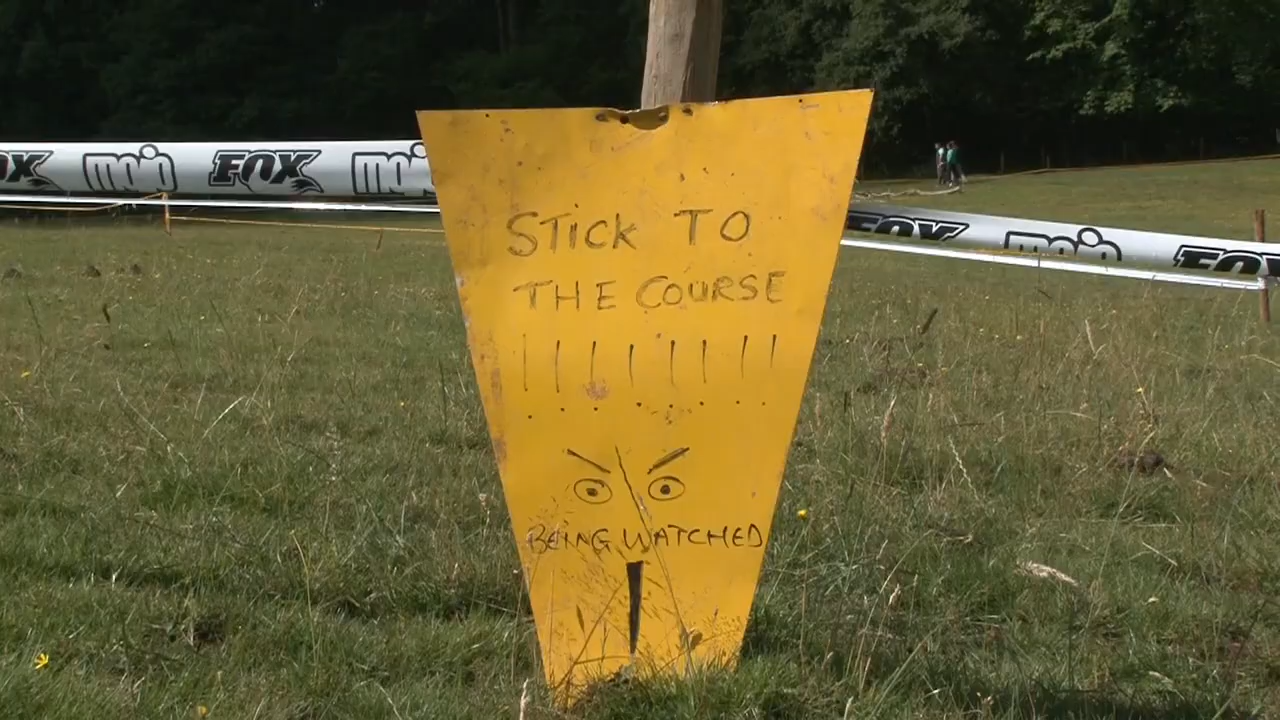 FOX mojo FOX mojo
STICK TO
THE COURSE
! ! ! ! ! ! ! !
BEING WATCHED
FOX mojo FOX